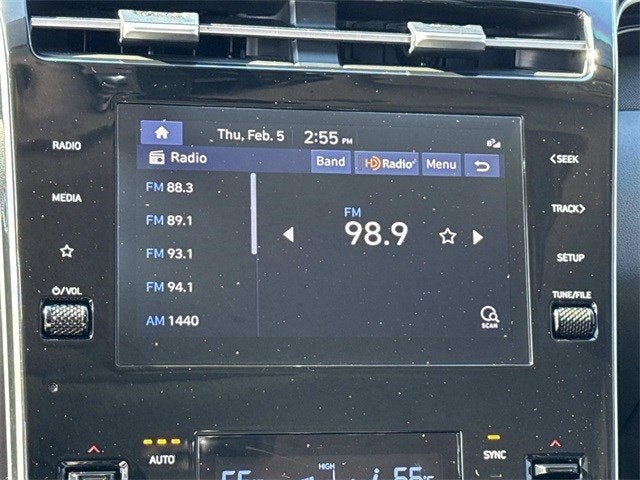 Thu, Feb. 5 2:55 PM
Radio Band HD Radio Menu
RADIO
MEDIA
⏻/VOL
FM 88.3
FM 89.1
FM 93.1
FM 94.1
AM 1440
FM
98.9
SCAN
<SEEK
TRACK>
SETUP
TUNE/FILE
AUTO
HIGH
SYNC
66